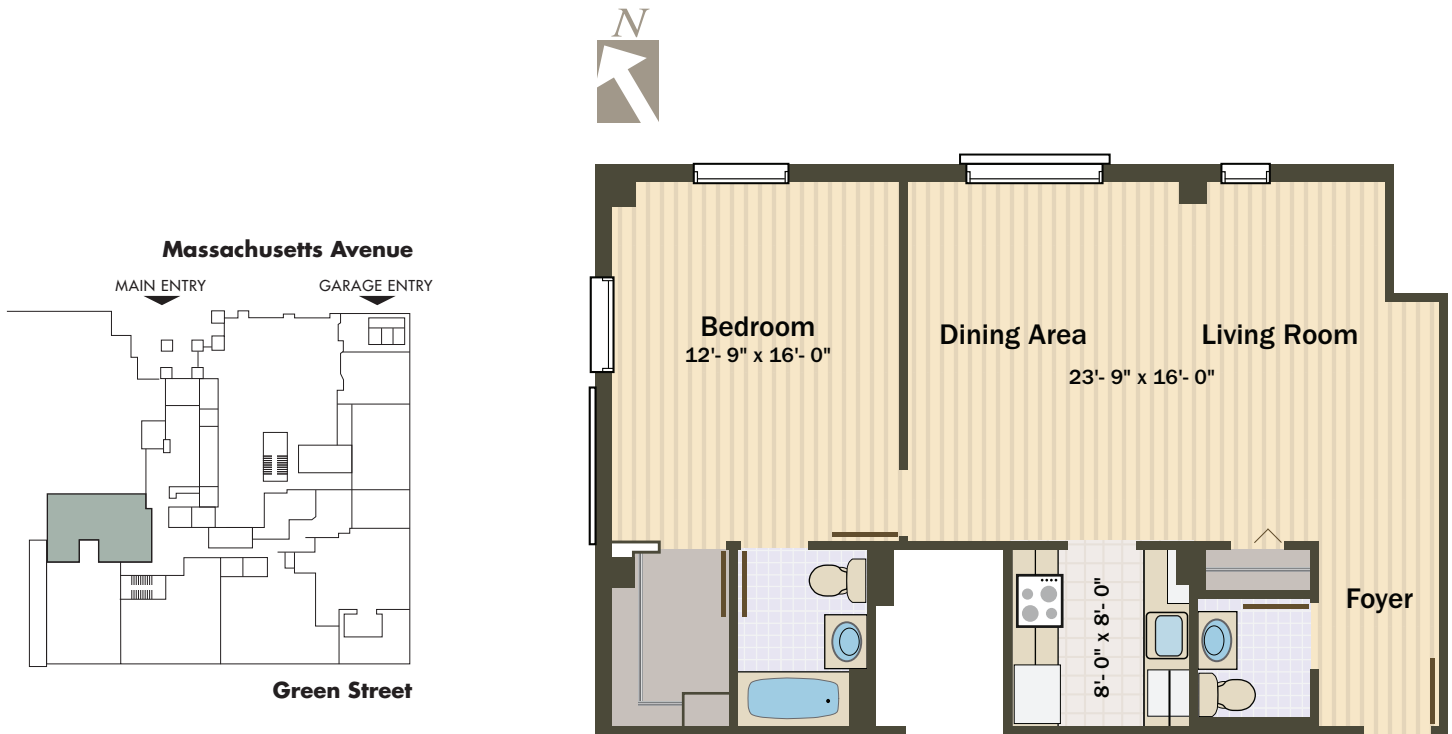 N
Massachusetts Avenue
MAIN ENTRY
GARAGE ENTRY
Green Street
Bedroom
12'- 9" x 16'- 0"
Dining Area
Living Room
23'- 9" x 16'- 0"
8'- 0" x 8'- 0"
Foyer